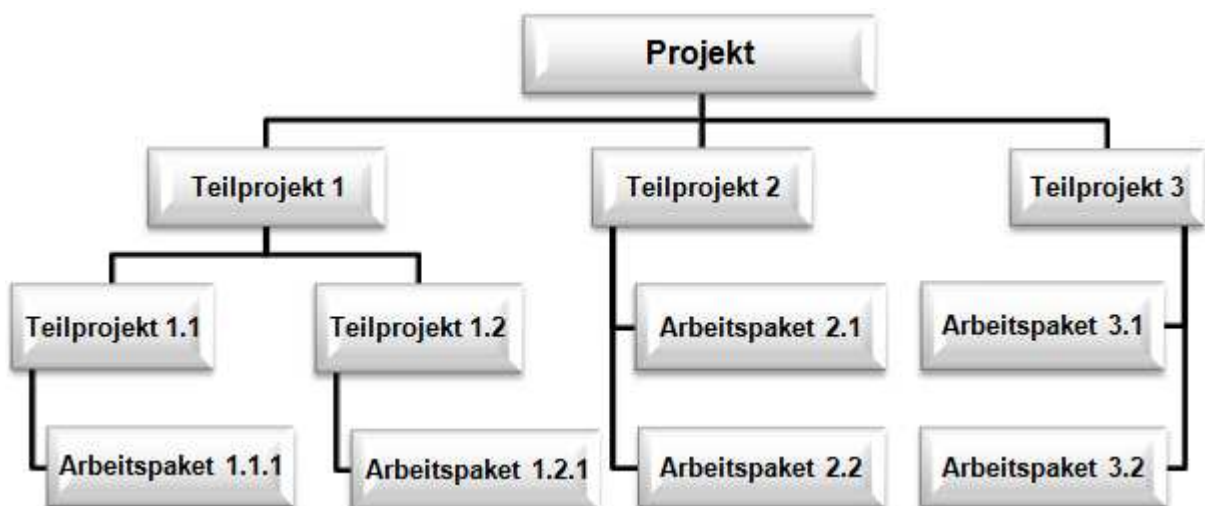 Projekt
Teilprojekt 1
Teilprojekt 2
Teilprojekt 3
Teilprojekt 1.1
Teilprojekt 1.2
Arbeitspaket 2.1
Arbeitspaket 3.1
Arbeitspaket 1.1.1
Arbeitspaket 1.2.1
Arbeitspaket 2.2
Arbeitspaket 3.2